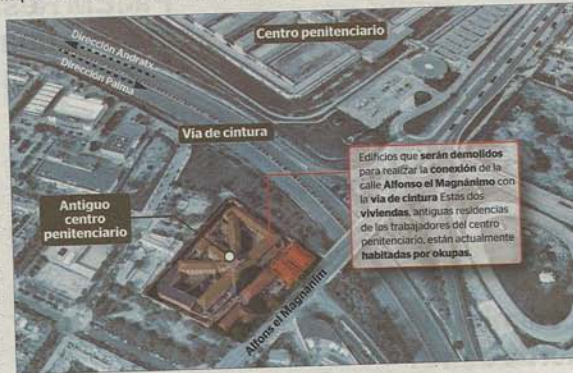 Centro penitenciario
Dirección Andratx
Dirección Palma
Vía de cintura
Edificios que serán demolidos
para realizar la conexión de la
calle Alfonso el Magnánimo con
la vía de cintura Estas dos
viviendas, antiguas residencias
de los trabajadores del centro
penitenciario, están actualmente
habitadas por okupas.
Antiguo
centro
penitenciario
Alfons el Magnànim